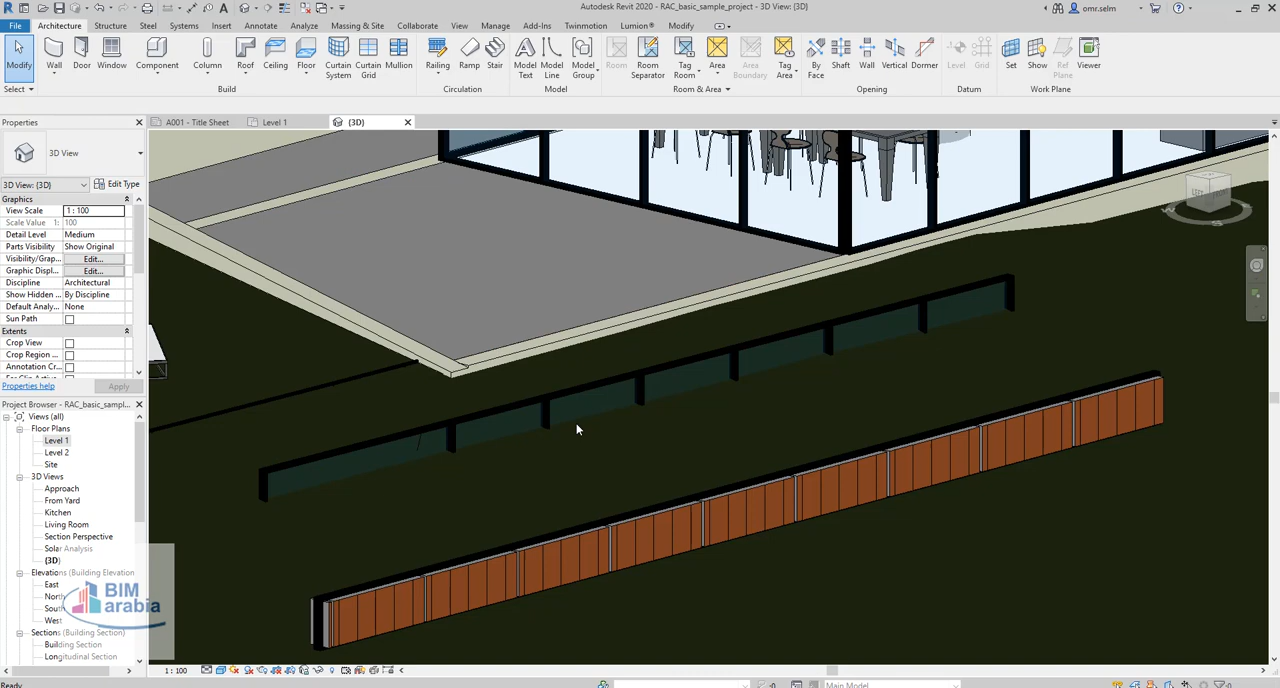 Autodesk Revit 2020 - RAC_basic_sample_project - 3D View: {3D}
omr.selm
File Architecture Structure Steel Systems Insert Annotate Analyze Massing & Site Collaborate View Manage Add-Ins Twinmotion Lumion® Modify
Modify Wall Door Window Component Column Roof Ceiling Floor Curtain System Curtain Grid Mullion Railing Ramp Stair Model Text Model Line Model Group Room Room Separator Tag Room Area Area Boundary Tag Area By Face Shaft Wall Vertical Dormer Level Grid Set Show Ref Plane Viewer
Select Build Circulation Model Room & Area Opening Datum Work Plane
Properties
A001 - Title Sheet Level 1 {3D}
3D View
3D View: {3D} Edit Type
Graphics
View Scale 1 : 100
Scale Value 1: 100
Detail Level Medium
Parts Visibility Show Original
Visibility/Grap... Edit...
Graphic Displ... Edit...
Discipline Architectural
Show Hidden ... By Discipline
Default Analy... None
Sun Path
Extents
Crop View
Crop Region ...
Annotation Cr...
Properties help Apply
Project Browser - RAC_basic_samp...
Views (all)
Floor Plans
Level 1
Level 2
Site
3D Views
Approach
From Yard
Kitchen
Living Room
Section Perspective
Solar Analysis
{3D}
Elevations (Building Elevation
East
North
South
West
BIM
arabia
Sections (Building Section)
Building Section
Longitudinal Section
1 : 100
Ready
Main Model